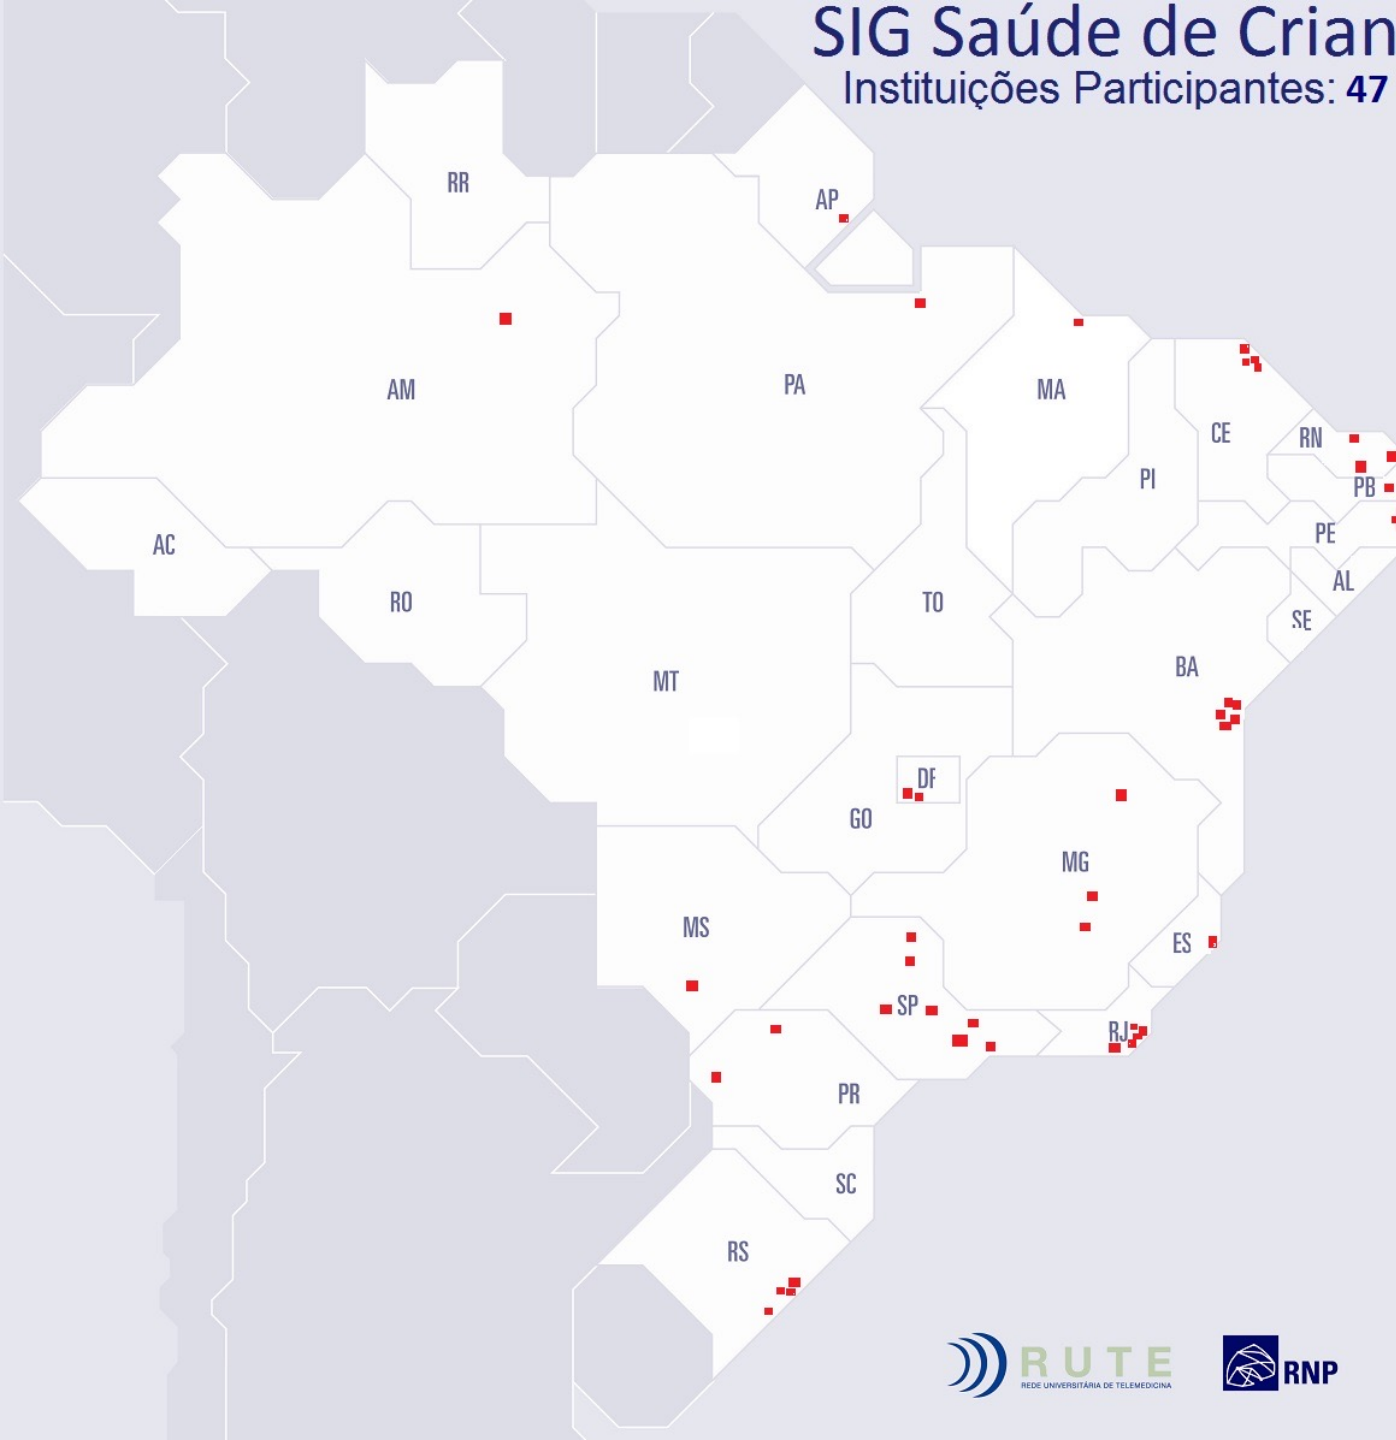 SIG Saúde de Crian
Instituições Participantes: 47
RR
AP
AM
PA
MA
CE
RN
PI
PB
PE
AC
AL
RO
TO
SE
BA
MT
DF
GO
MG
MS
ES
SP
RJ
PR
SC
RS
RUTE
REDE UNIVERSITÁRIA DE TELEMEDICINA
RNP